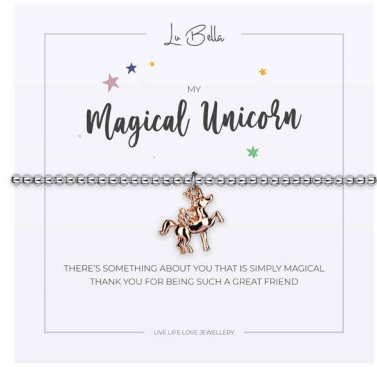 Lu Bella
MY
Magical Unicorn
THERE'S SOMETHING ABOUT YOU THAT IS SIMPLY MAGICAL
THANK YOU FOR BEING SUCH A GREAT FRIEND
LIVE LIFE LOVE JEWELLERY